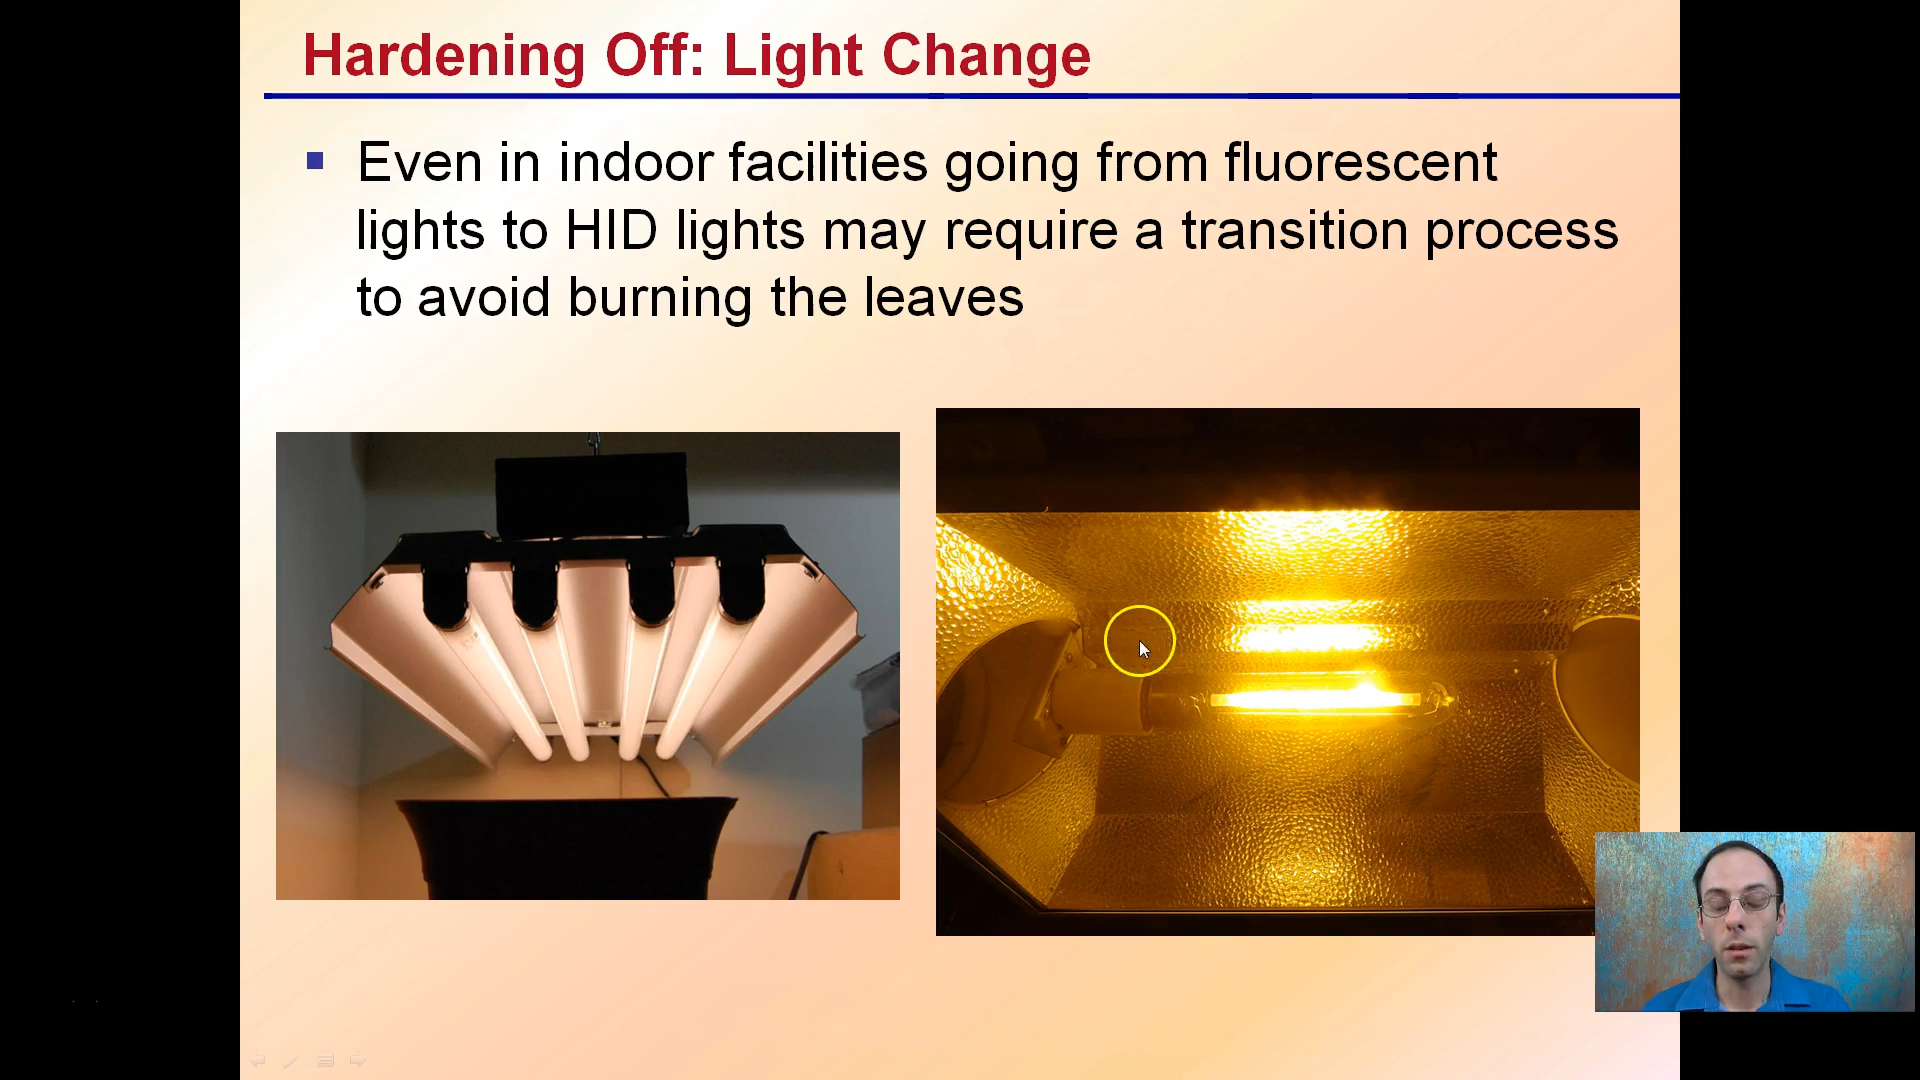 Hardening Off: Light Change
Even in indoor facilities going from fluorescent
lights to HID lights may require a transition process
to avoid burning the leaves